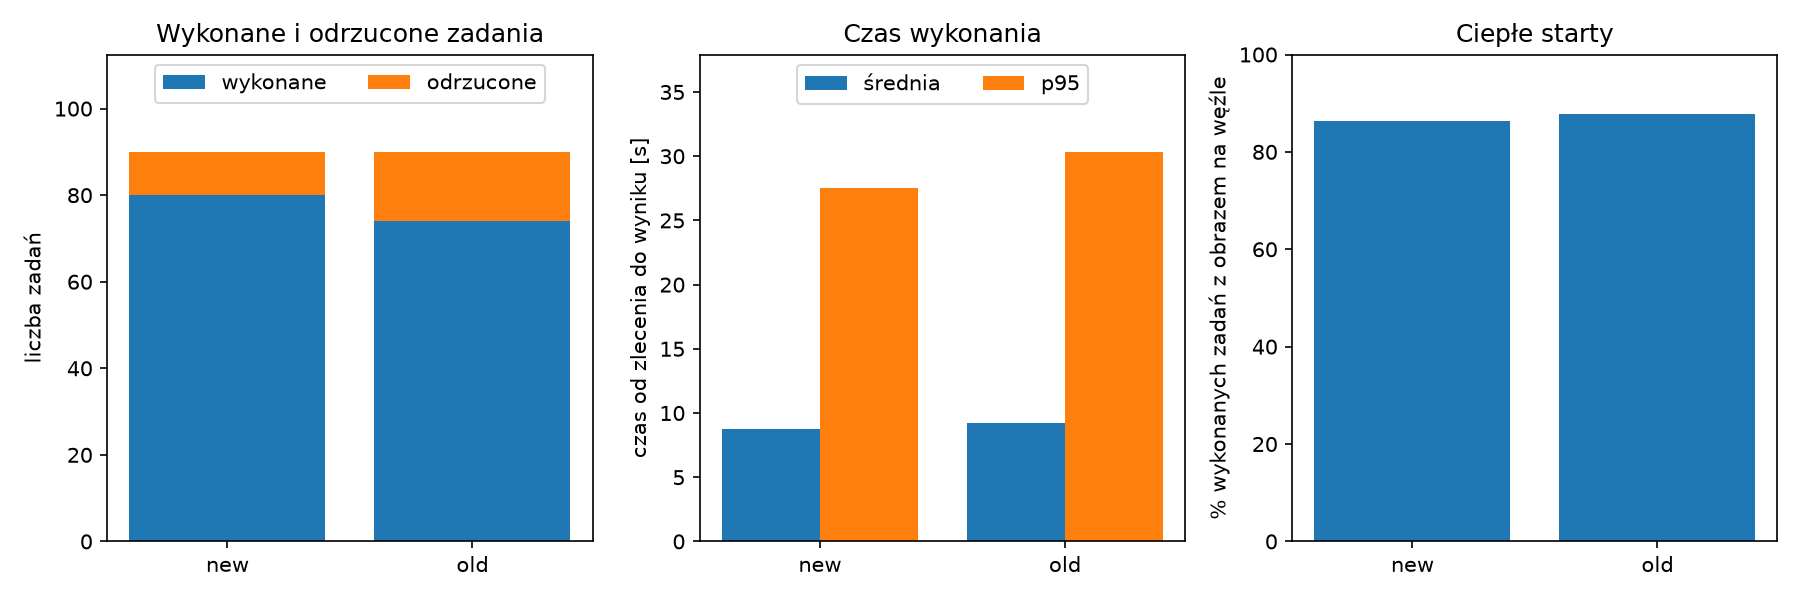 Wykonane i odrzucone zadania
wykonane odrzucone
liczba zadań
100
80
60
40
20
0
new old
Czas wykonania
średnia p95
czas od zlecenia do wyniku [s]
35
30
25
20
15
10
5
0
new old
Ciepłe starty
% wykonanych zadań z obrazem na węźle
100
80
60
40
20
0
new old